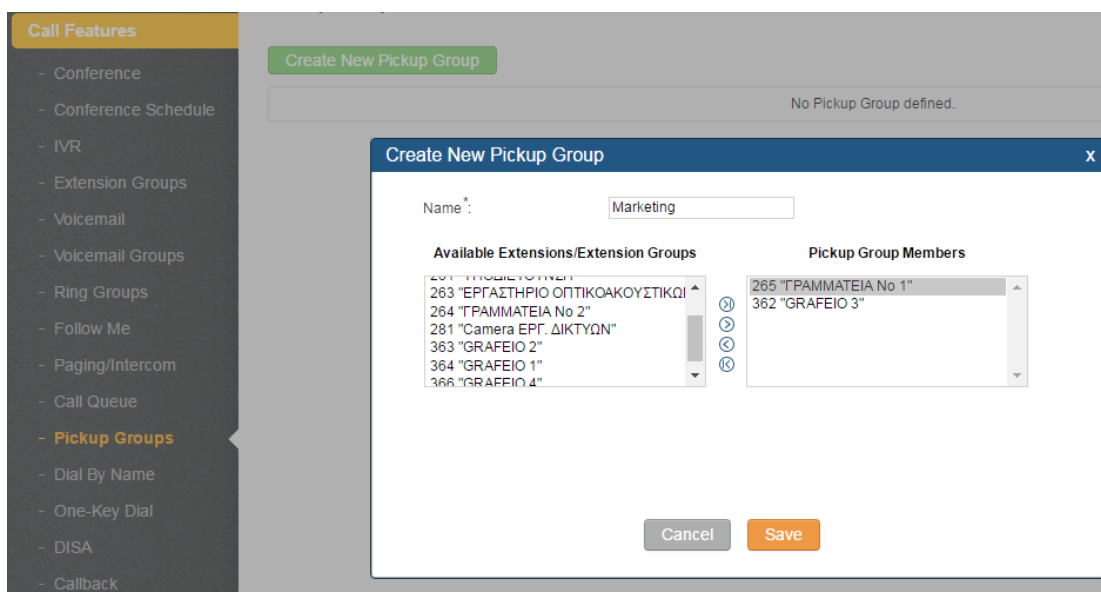 Call Features
- Conference
- Conference Schedule
- IVR
- Extension Groups
- Voicemail
- Voicemail Groups
- Ring Groups
- Follow Me
- Paging/Intercom
- Call Queue
- Pickup Groups
- Dial By Name
- One-Key Dial
- DISA
- Callback
Create New Pickup Group
No Pickup Group defined.
Create New Pickup Group x
Name*: Marketing
Available Extensions/Extension Groups
263 "ΕΡΓΑΣΤΗΡΙΟ ΟΠΤΙΚΟΑΚΟΥΣΤΙΚΩ
264 "ΓΡΑΜΜΑΤΕΙΑ Νο 2"
281 "Camera ΕΡΓ. ΔΙΚΤΥΩΝ"
363 "GRAFEIO 2"
364 "GRAFEIO 1"
366 "GRAFEIO 4"
Pickup Group Members
265 "ΓΡΑΜΜΑΤΕΙΑ Νο 1"
362 "GRAFEIO 3"
Cancel
Save